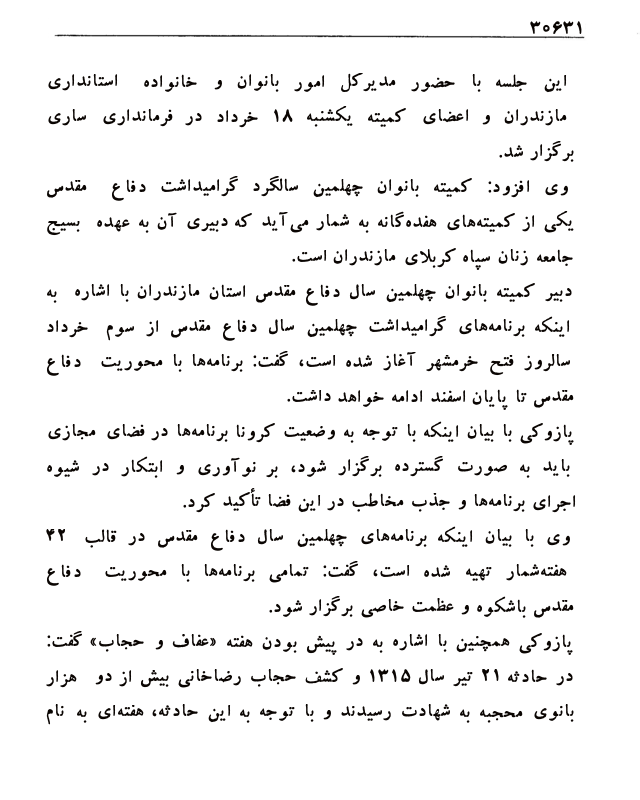 ۳۰۶۳۱
این جلسه با حضور مدیرکل امور بانوان و خانواده استانداری
مازندران و اعضای کمیته یکشنبه ۱۸ خرداد در فرمانداری ساری
برگزار شد.
وی افزود: کمیته بانوان چهلمین سالگرد گرامیداشت دفاع مقدس
یکی از کمیته‌های هفده‌گانه به شمار می‌آید که دبیری آن به عهده بسیج
جامعه زنان سپاه کربلای مازندران است.
دبیر کمیته بانوان چهلمین سال دفاع مقدس استان مازندران با اشاره به
اینکه برنامه‌های گرامیداشت چهلمین سال دفاع مقدس از سوم خرداد
سالروز فتح خرمشهر آغاز شده است، گفت: برنامه‌ها با محوریت دفاع
مقدس تا پایان اسفند ادامه خواهد داشت.
پازوکی با بیان اینکه با توجه به وضعیت کرونا برنامه‌ها در فضای مجازی
باید به صورت گسترده برگزار شود، بر نوآوری و ابتکار در شیوه
اجرای برنامه‌ها و جذب مخاطب در این فضا تأکید کرد.
وی با بیان اینکه برنامه‌های چهلمین سال دفاع مقدس در قالب ۴۲
هفته‌شمار تهیه شده است، گفت: تمامی برنامه‌ها با محوریت دفاع
مقدس باشکوه و عظمت خاصی برگزار شود.
پازوکی همچنین با اشاره به در پیش بودن هفته «عفاف و حجاب» گفت:
در حادثه ۲۱ تیر سال ۱۳۱۵ و کشف حجاب رضاخانی بیش از دو هزار
بانوی محجبه به شهادت رسیدند و با توجه به این حادثه، هفته‌ای به نام